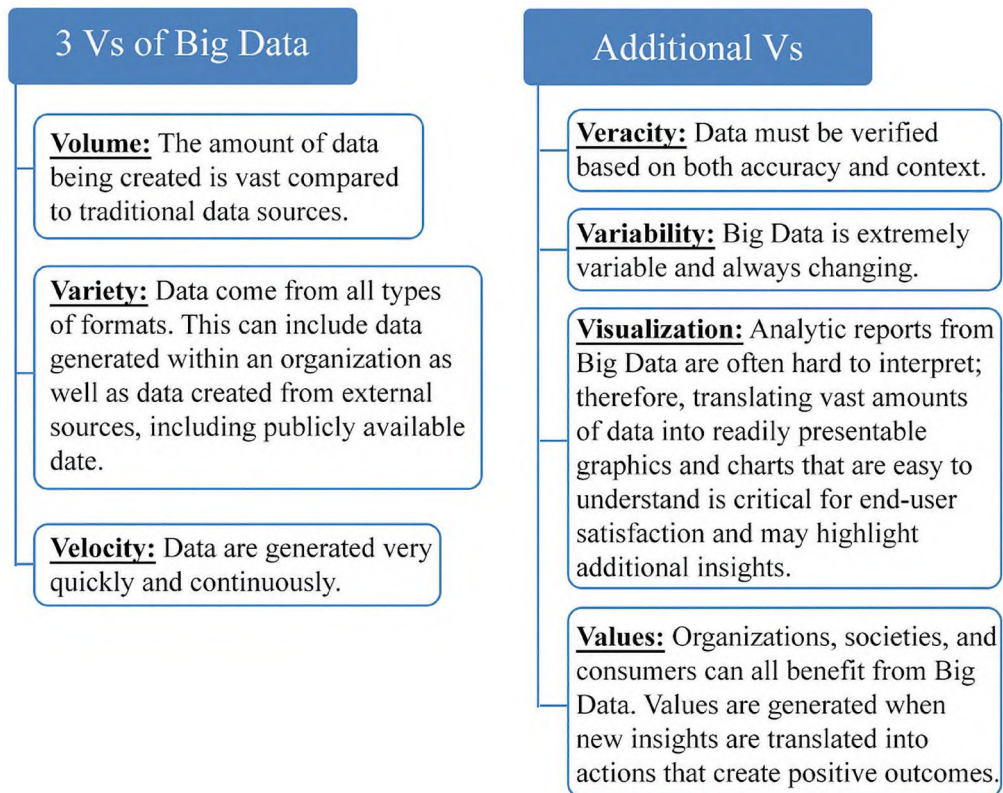 3 Vs of Big Data
Volume: The amount of data
being created is vast compared
to traditional data sources.
Variety: Data come from all types
of formats. This can include data
generated within an organization as
well as data created from external
sources, including publicly available
date.
Velocity: Data are generated very
quickly and continuously.
Additional Vs
Veracity: Data must be verified
based on both accuracy and context.
Variability: Big Data is extremely
variable and always changing.
Visualization: Analytic reports from
Big Data are often hard to interpret;
therefore, translating vast amounts
of data into readily presentable
graphics and charts that are easy to
understand is critical for end-user
satisfaction and may highlight
additional insights.
Values: Organizations, societies, and
consumers can all benefit from Big
Data. Values are generated when
new insights are translated into
actions that create positive outcomes.